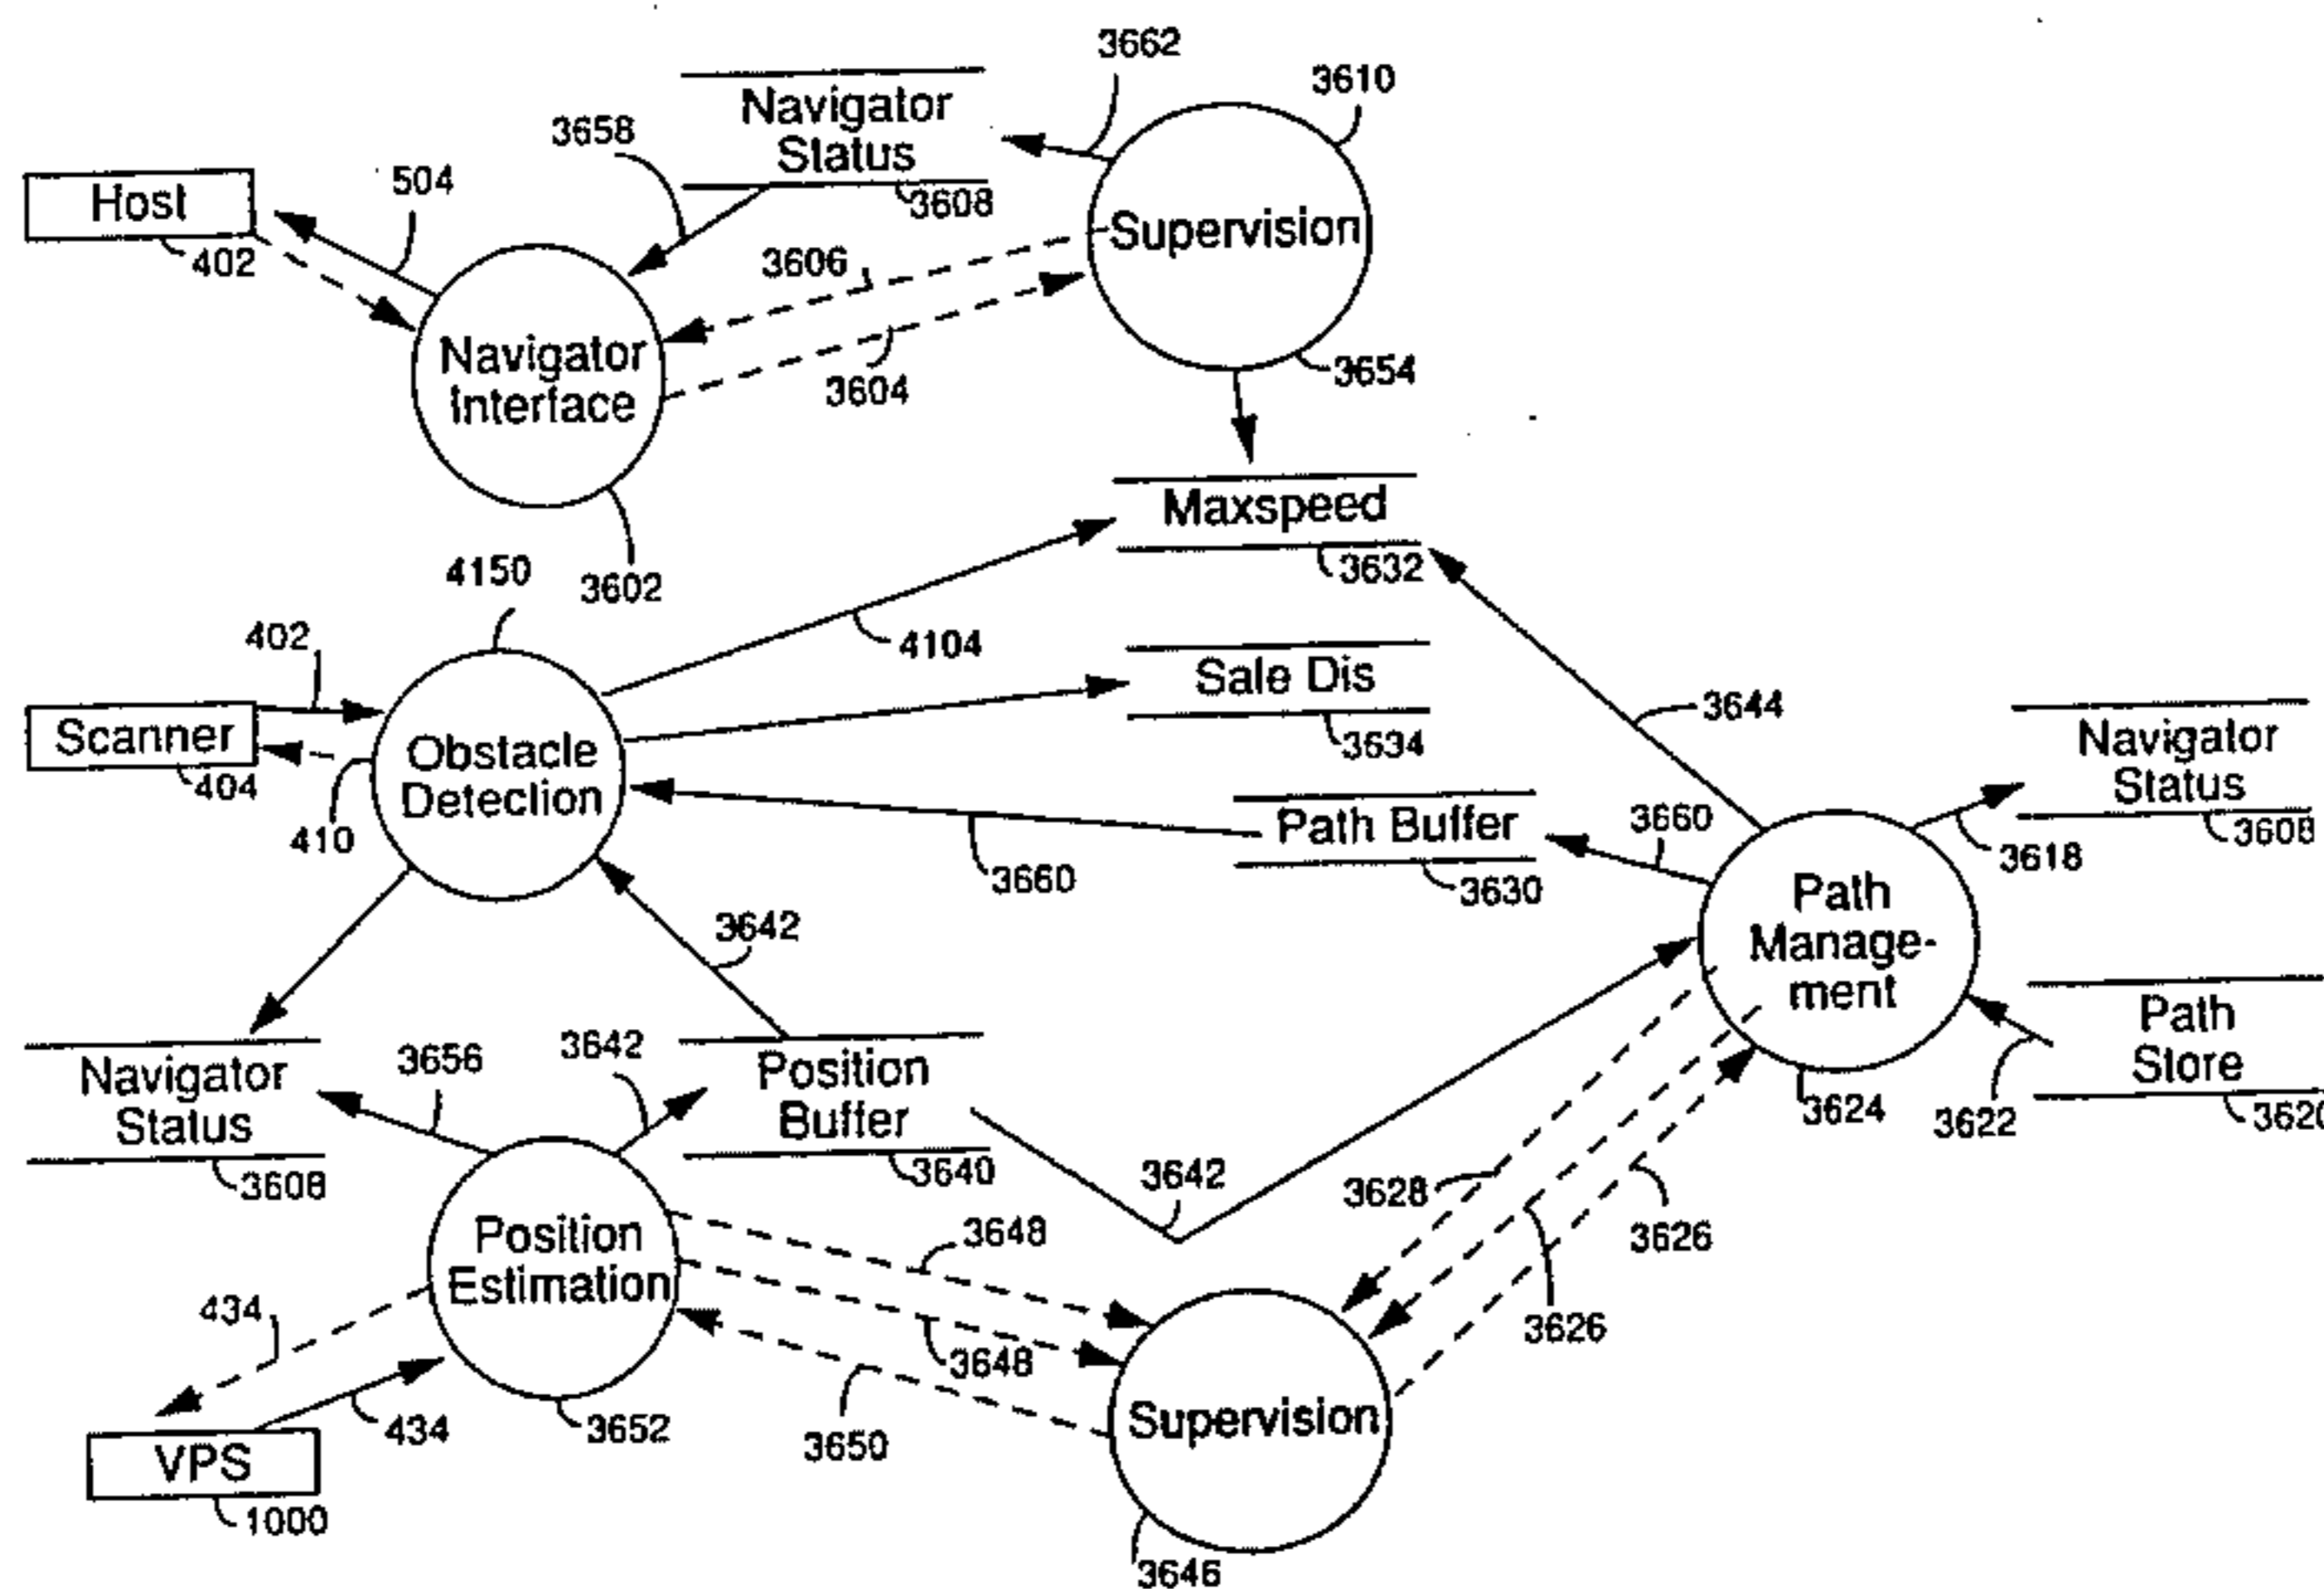 3662
3610
Navigator
Status
3658
3608
504
Host
402
Supervision
3606
3604
3654
Navigator
Interface
3602
Maxspeed
3632
4150
402
4104
Sale Dis
3634
3644
Scanner
404
410
Obstacle
Detection
Path Buffer
3660
3630
3660
Navigator
Status
3608
3618
Path
Manage-
ment
3624
Path
Store
3622
3620
3642
Navigator
Status
3608
3656
3642
Position
Buffer
3640
3642
3628
3626
3626
Position
Estimation
3648
3648
3650
3652
434
434
VPS
1000
Supervision
3646